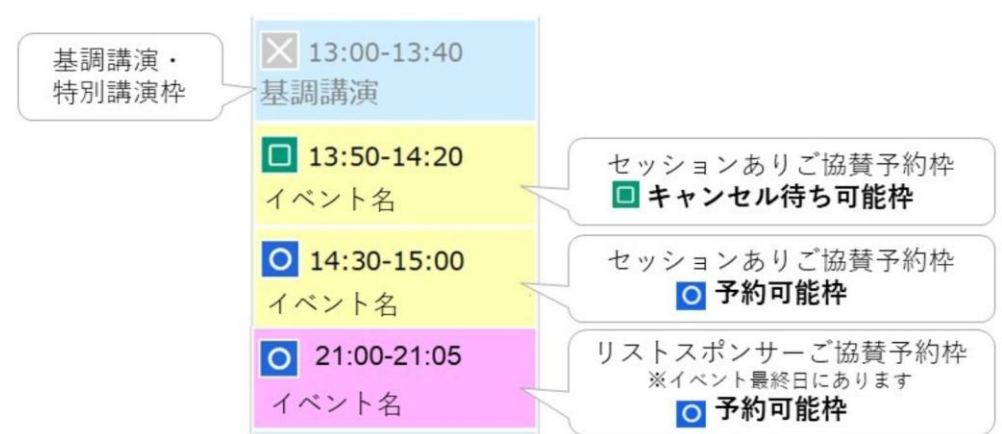 基調講演・
特別講演枠
13:00-13:40
基調講演
13:50-14:20
イベント名
セッションありご協賛予約枠
キャンセル待ち可能枠
14:30-15:00
イベント名
セッションありご協賛予約枠
予約可能枠
21:00-21:05
イベント名
リストスポンサーご協賛予約枠
※イベント最終日にあります
予約可能枠